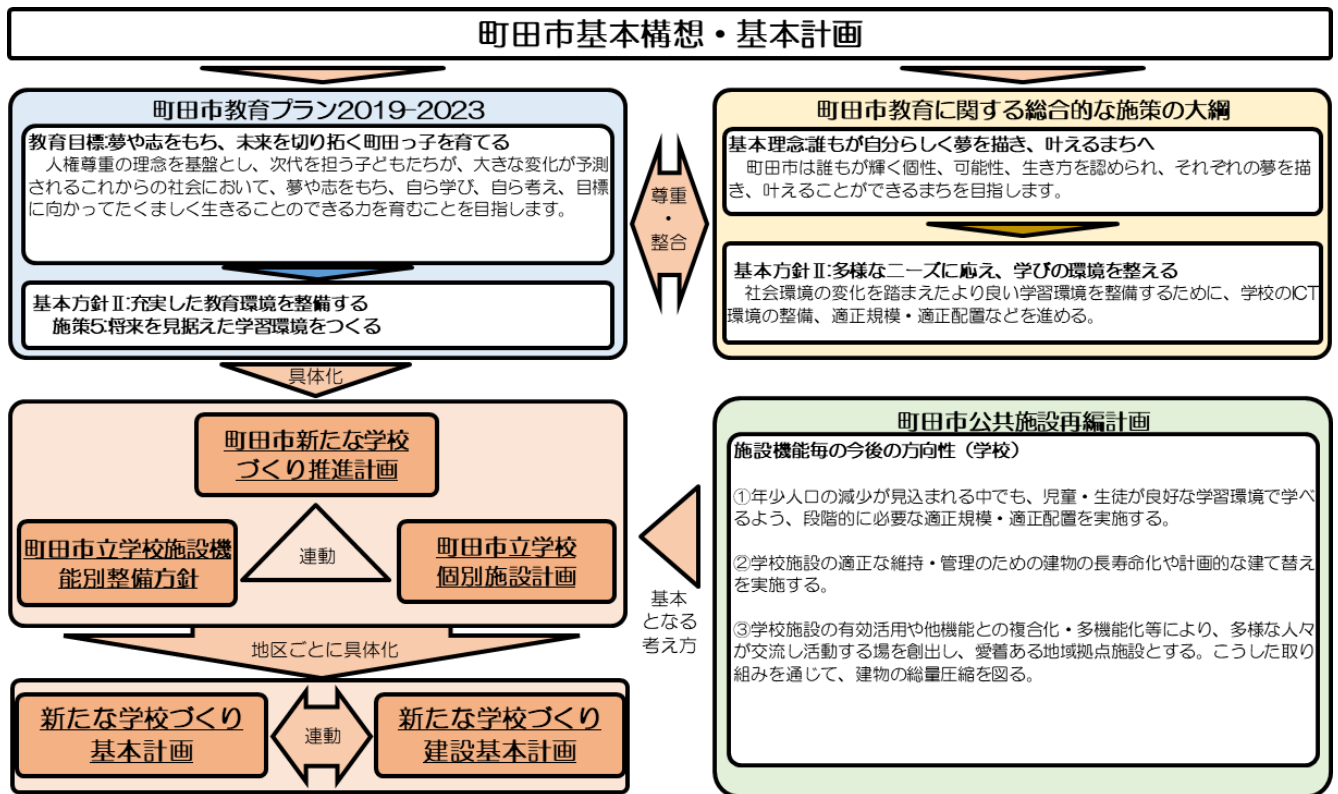 町田市基本構想・基本計画
町田市教育プラン2019-2023
教育目標:夢や志をもち、未来を切り拓く町田っ子を育てる
人権尊重の理念を基盤とし、次代を担う子どもたちが、大きな変化が予測
されるこれからの社会において、夢や志をもち、自ら学び、自ら考え、目標
に向かってたくましく生きることのできる力を育むことを目指します。
基本方針Ⅱ:充実した教育環境を整備する
施策5:将来を見据えた学習環境をつくる
尊重
・
整合
町田市教育に関する総合的な施策の大綱
基本理念:誰もが自分らしく夢を描き、叶えるまちへ
町田市は誰もが輝く個性、可能性、生き方を認められ、それぞれの夢を描
き、叶えることができるまちを目指します。
基本方針Ⅱ:多様なニーズに応え、学びの環境を整える
社会環境の変化を踏まえたより良い学習環境を整備するために、学校のICT
環境の整備、適正規模・適正配置などを進める。
具体化
町田市新たな学校
づくり推進計画
町田市立学校施設機
能別整備方針
連動
町田市立学校
個別施設計画
基本
となる
考え方
町田市公共施設再編計画
施設機能毎の今後の方向性（学校）
①年少人口の減少が見込まれる中でも、児童・生徒が良好な学習環境で学べ
るよう、段階的に必要な適正規模・適正配置を実施する。
②学校施設の適正な維持・管理のための建物の長寿命化や計画的な建て替え
を実施する。
③学校施設の有効活用や他機能との複合化・多機能化等により、多様な人々
が交流し活動する場を創出し、愛着ある地域拠点施設とする。こうした取り
組みを通じて、建物の総量圧縮を図る。
地区ごとに具体化
新たな学校づくり
基本計画
連動
新たな学校づくり
建設基本計画